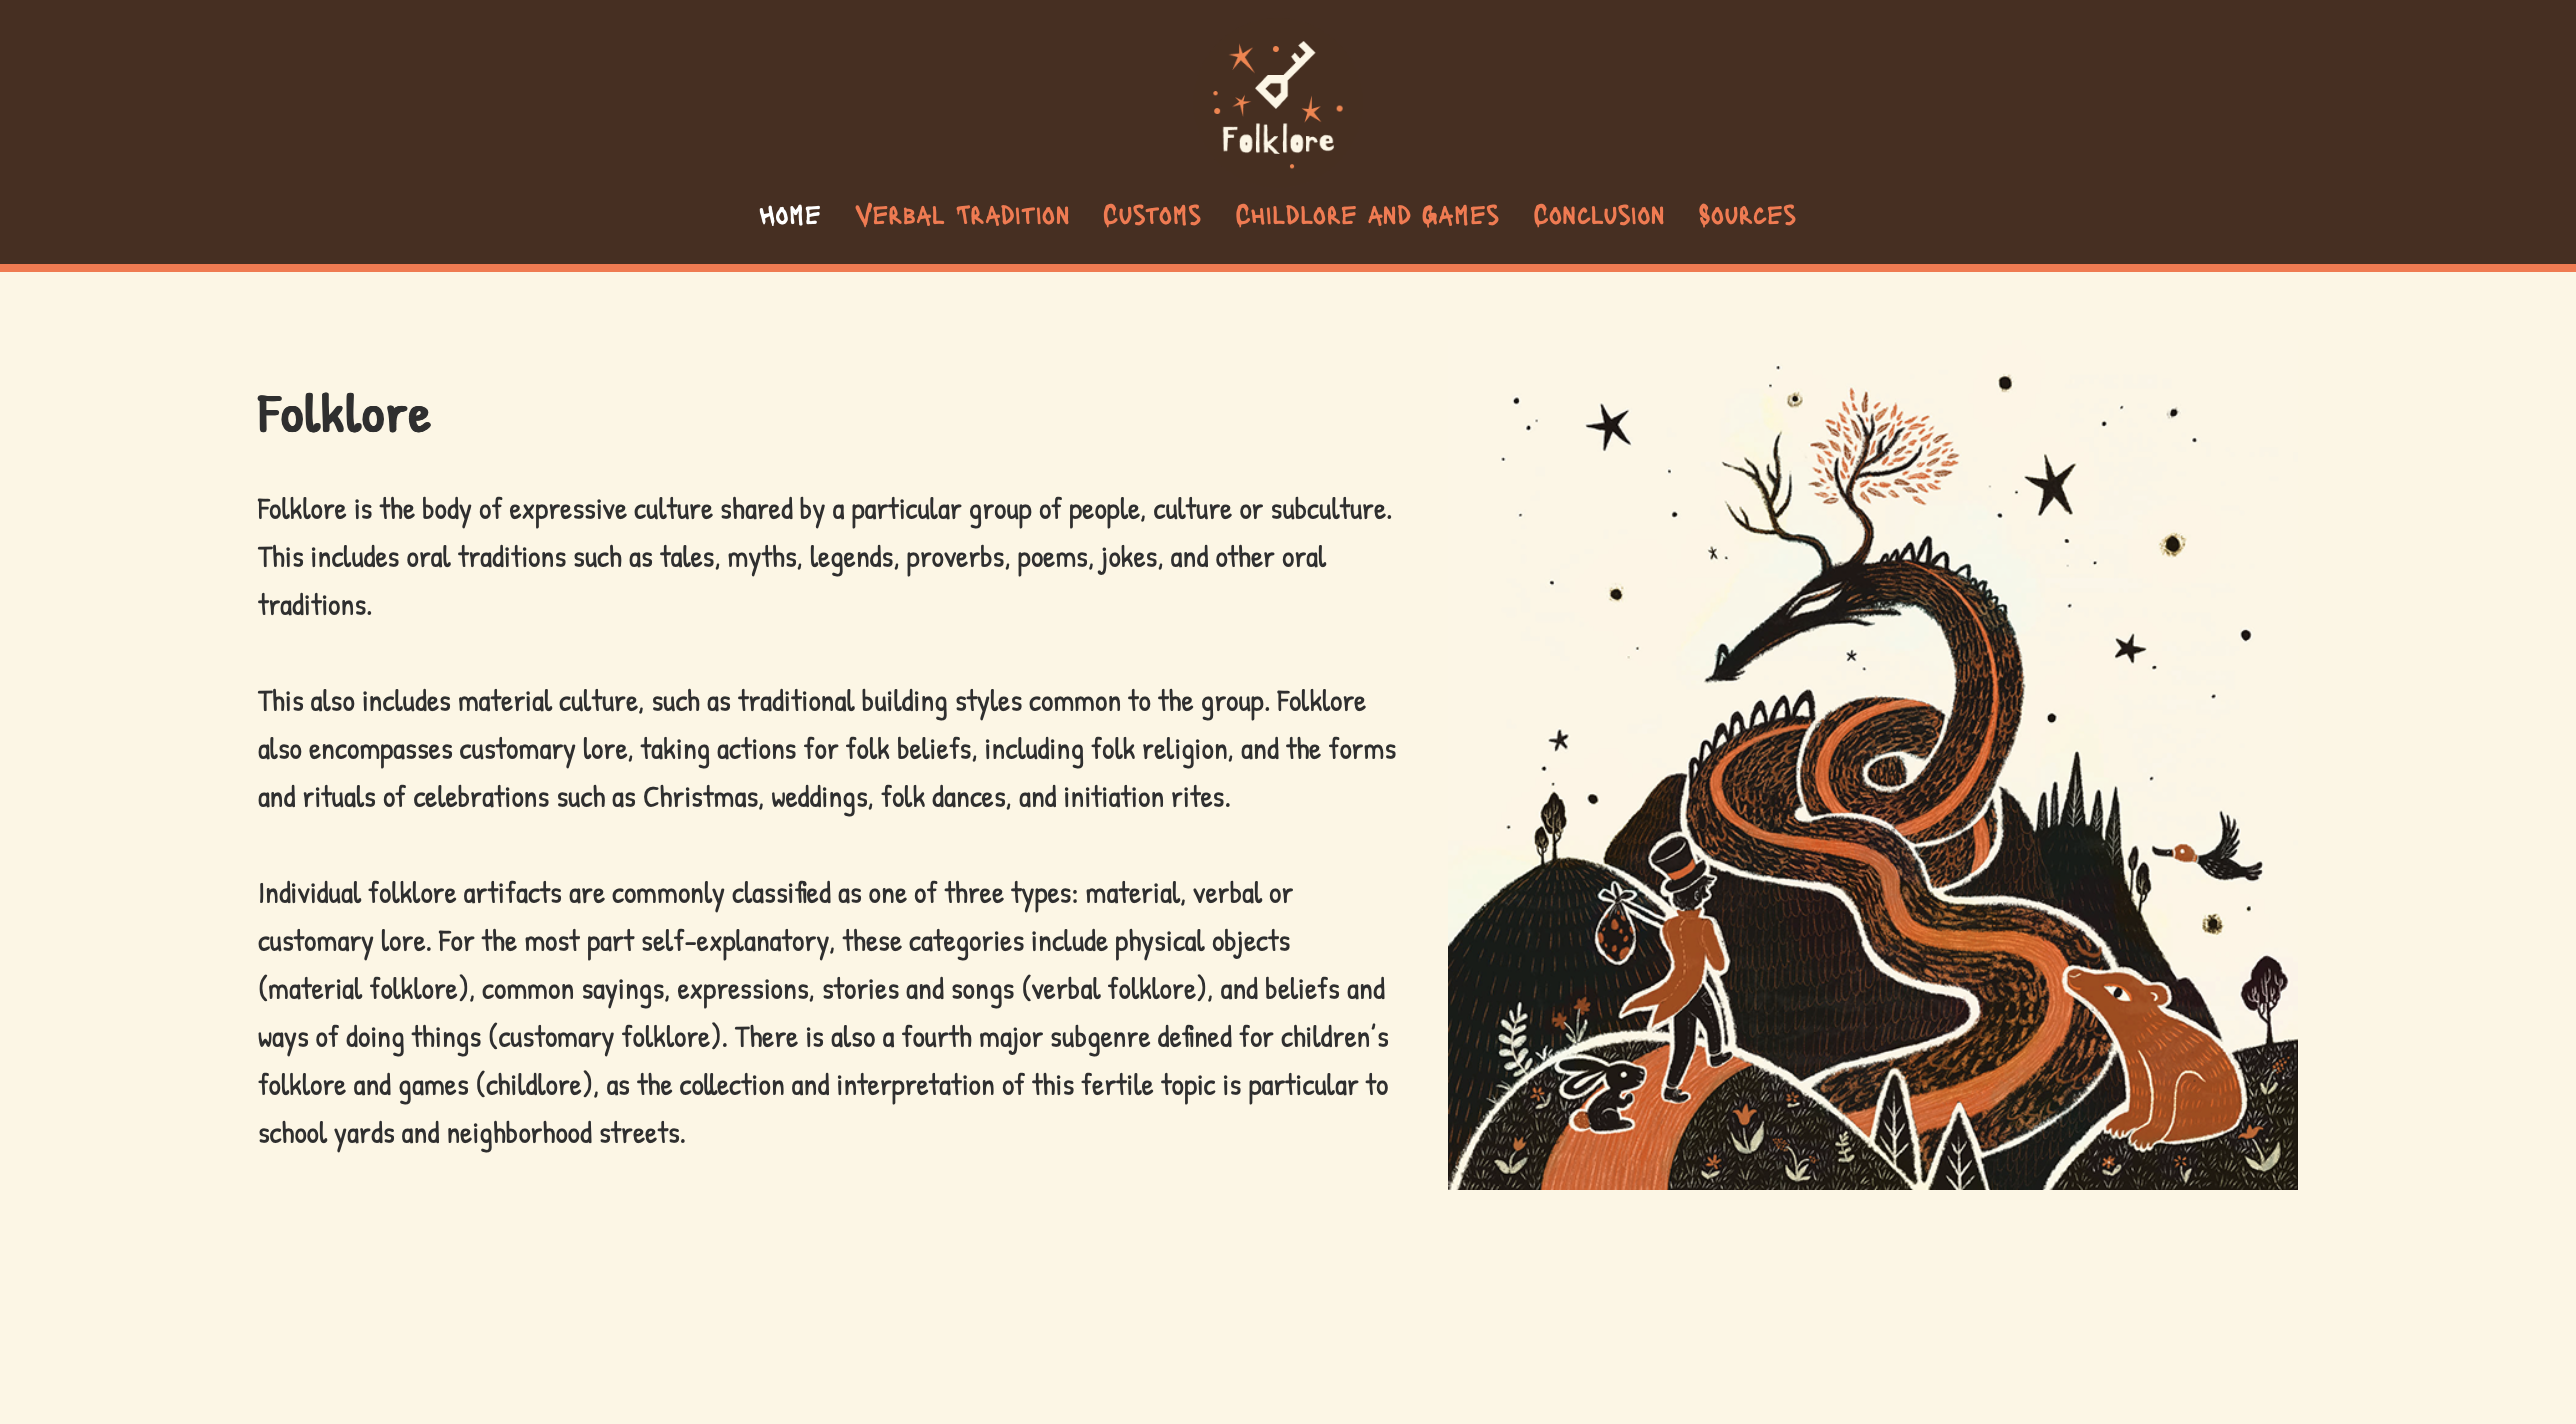 Folklore
HOME Verbal Tradition Customs Childlore and Games Conclusion Sources
Folklore
Folklore is the body of expressive culture shared by a particular group of people, culture or subculture.
This includes oral traditions such as tales, myths, legends, proverbs, poems, jokes, and other oral
traditions.
This also includes material culture, such as traditional building styles common to the group. Folklore
also encompasses customary lore, taking actions for folk beliefs, including folk religion, and the forms
and rituals of celebrations such as Christmas, weddings, folk dances, and initiation rites.
Individual folklore artifacts are commonly classified as one of three types: material, verbal or
customary lore. For the most part self-explanatory, these categories include physical objects
(material folklore), common sayings, expressions, stories and songs (verbal folklore), and beliefs and
ways of doing things (customary folklore). There is also a fourth major subgenre defined for children's
folklore and games (childlore), as the collection and interpretation of this fertile topic is particular to
school yards and neighborhood streets.